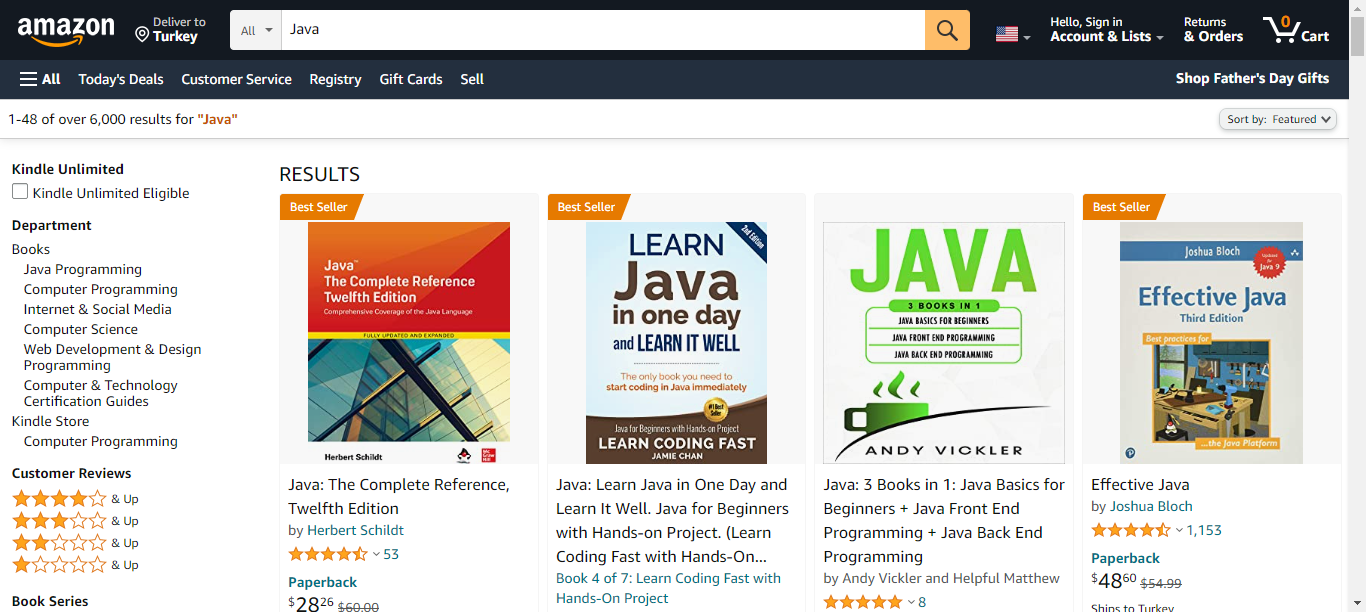 amazon
Deliver to
Turkey
All
Java
Hello, Sign in
Account & Lists
Returns
& Orders
0
Cart
All
Today's Deals
Customer Service
Registry
Gift Cards
Sell
Shop Father's Day Gifts
1-48 of over 6,000 results for "Java"
Sort by: Featured
Kindle Unlimited
Kindle Unlimited Eligible
Department
Books
Java Programming
Computer Programming
Internet & Social Media
Computer Science
Web Development & Design
Programming
Computer & Technology
Certification Guides
Kindle Store
Computer Programming
Customer Reviews
& Up
& Up
& Up
& Up
Book Series
RESULTS
Best Seller
Java™
The Complete Reference
Twelfth Edition
Comprehensive Coverage of the Java Language
FULLY UPDATED AND EXPANDED
Herbert Schildt
Mc
Graw
Hill
Java: The Complete Reference,
Twelfth Edition
by Herbert Schildt
53
Paperback
$2826 $60.00
Best Seller
2nd Edition
LEARN
Java
in one day
and LEARN IT WELL
The only book you need to
start coding in Java immediately
#1 Best
Seller
Java for Beginners with Hands-on Project
LEARN CODING FAST
JAMIE CHAN
Java: Learn Java in One Day and
Learn It Well. Java for Beginners
with Hands-on Project. (Learn
Coding Fast with Hands-On...
Book 4 of 7: Learn Coding Fast with
Hands-On Project
JAVA
3 BOOKS IN 1
JAVA BASICS FOR BEGINNERS
JAVA FRONT END PROGRAMMING
JAVA BACK END PROGRAMMING
ANDY VICKLER
Java: 3 Books in 1: Java Basics for
Beginners + Java Front End
Programming + Java Back End
Programming
by Andy Vickler and Helpful Matthew
8
Best Seller
Joshua Bloch
Updated for
Java 9
Effective Java
Third Edition
Best practices for
...the Java Platform
P
Effective Java
by Joshua Bloch
1,153
Paperback
$4860 $54.99
Ships to Turkey